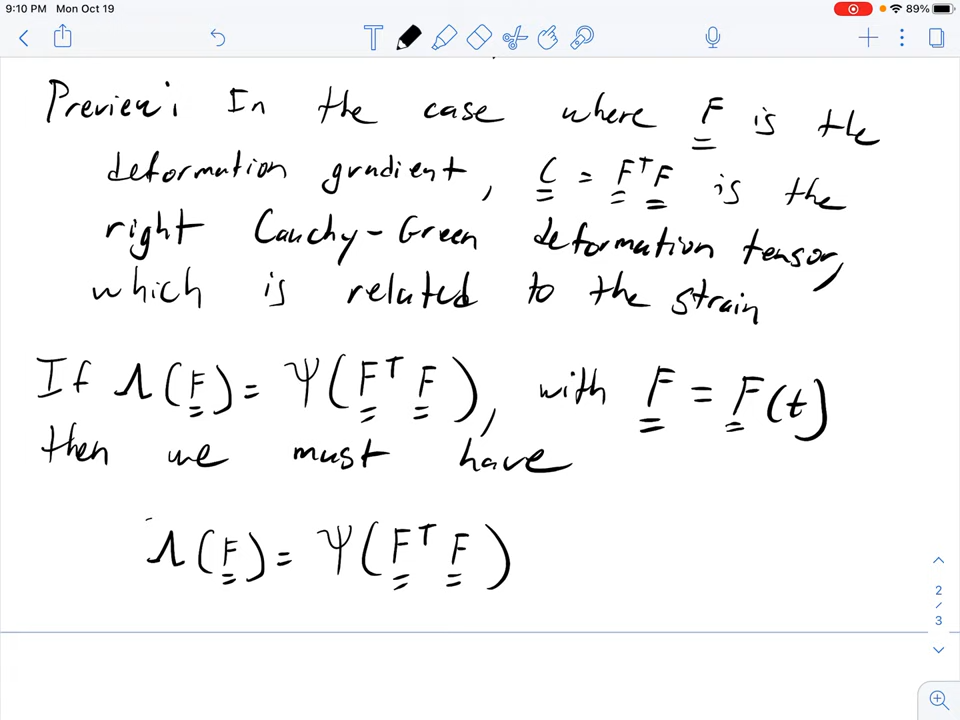 9:10 PM Mon Oct 19
89%
Preview: In the case where F is the
deformation gradient, C = FᵀF is the
right Cauchy-Green deformation tensor,
which is related to the strain
If Λ(F) = Ψ(Fᵀ F), with F = F(t)
then we must have
Λ(F) = Ψ(Fᵀ F)
2
/
3